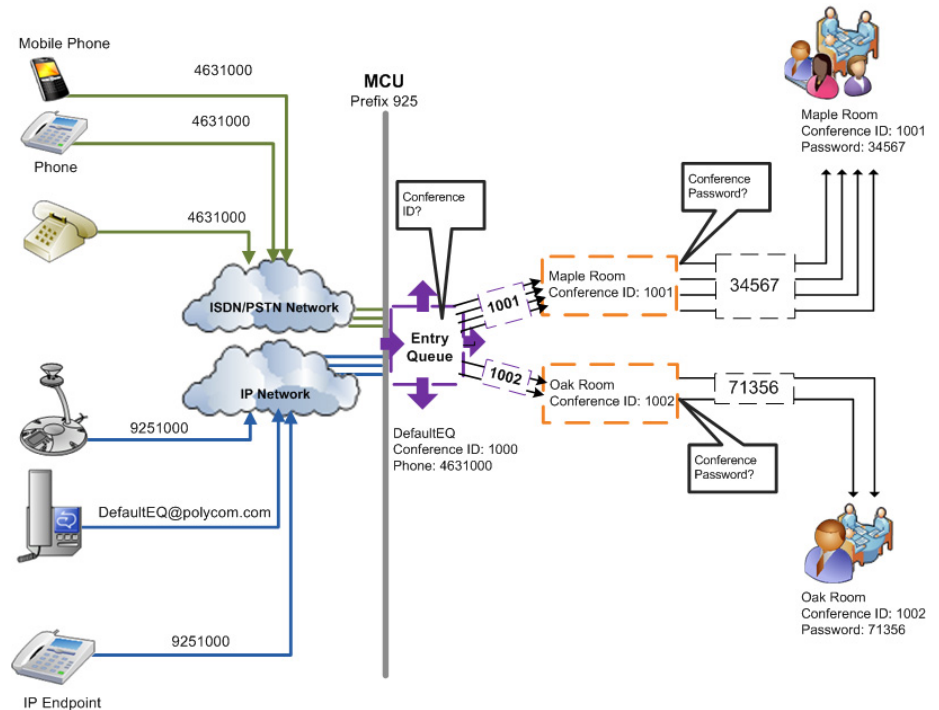 Mobile Phone
4631000
MCU
Prefix 925
4631000
Phone
Maple Room
Conference ID: 1001
Password: 34567
Conference
ID?
Conference
Password?
4631000
Maple Room
Conference ID: 1001
34567
ISDN/PSTN Network
1001
Entry
Queue
1002
IP Network
Oak Room
Conference ID: 1002
71356
9251000
DefaultEQ
Conference ID: 1000
Phone: 4631000
Conference
Password?
DefaultEQ@polycom.com
Oak Room
Conference ID: 1002
Password: 71356
9251000
IP Endpoint